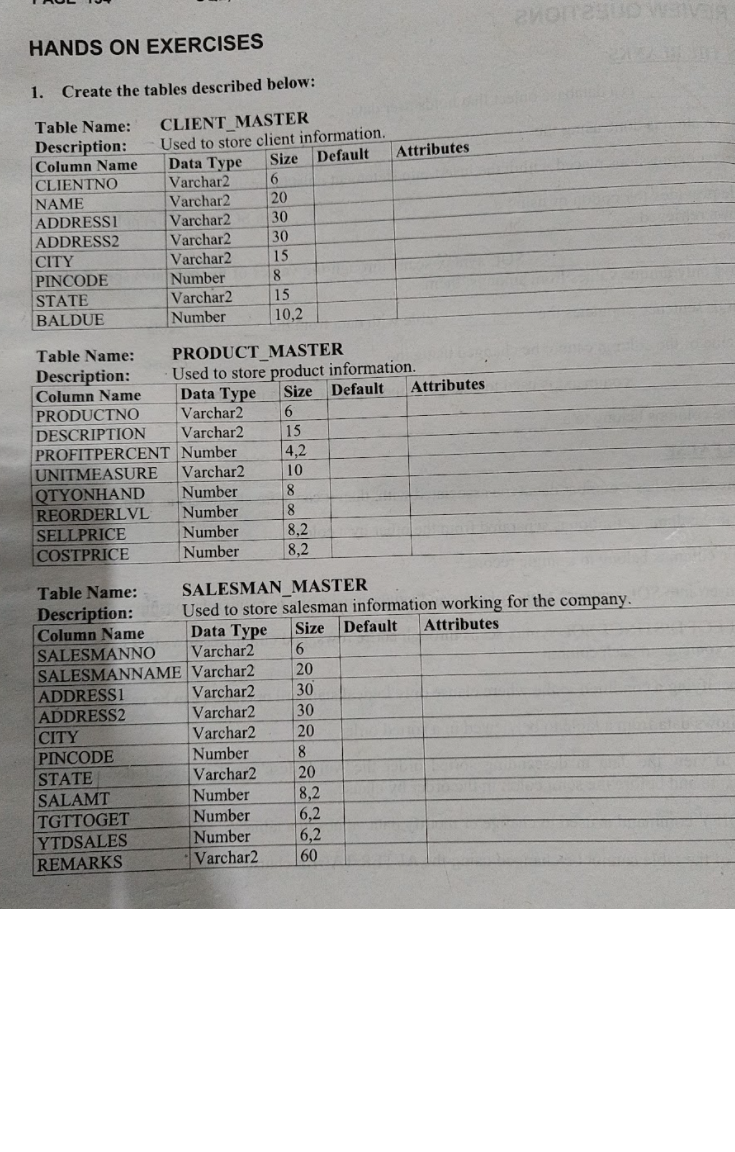 HANDS ON EXERCISES
1. Create the tables described below:
Table Name: CLIENT_MASTER
Description: Used to store client information.
Column Name Data Type Size Default Attributes
CLIENTNO Varchar2 6
NAME Varchar2 20
ADDRESS1 Varchar2 30
ADDRESS2 Varchar2 30
CITY Varchar2 15
PINCODE Number 8
STATE Varchar2 15
BALDUE Number 10,2
Table Name: PRODUCT_MASTER
Description: Used to store product information.
Column Name Data Type Size Default Attributes
PRODUCTNO Varchar2 6
DESCRIPTION Varchar2 15
PROFITPERCENT Number 4,2
UNITMEASURE Varchar2 10
QTYONHAND Number 8
REORDERLVL Number 8
SELLPRICE Number 8,2
COSTPRICE Number 8,2
Table Name: SALESMAN_MASTER
Description: Used to store salesman information working for the company.
Column Name Data Type Size Default Attributes
SALESMANNO Varchar2 6
SALESMANNAME Varchar2 20
ADDRESS1 Varchar2 30
ADDRESS2 Varchar2 30
CITY Varchar2 20
PINCODE Number 8
STATE Varchar2 20
SALAMT Number 8,2
TGTTOGET Number 6,2
YTDSALES Number 6,2
REMARKS Varchar2 60